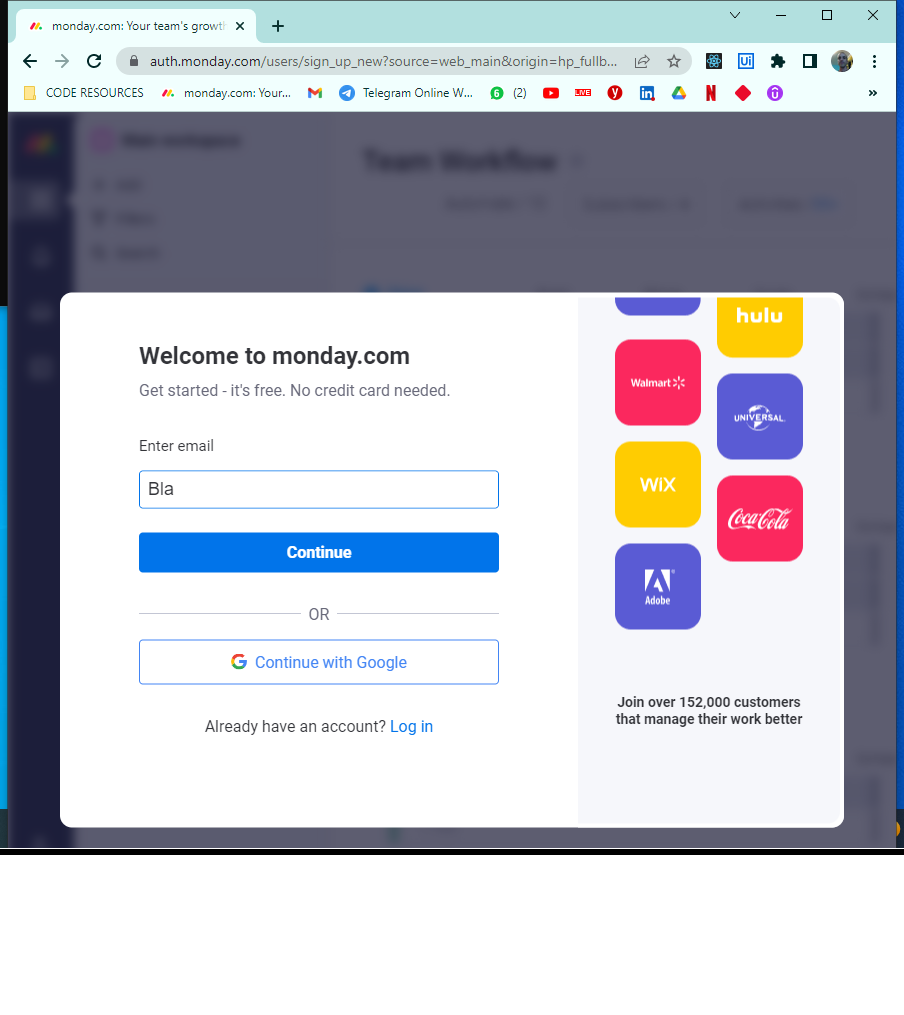 monday.com: Your team's growth
auth.monday.com/users/sign_up_new?source=web_main&origin=hp_fullb...
CODE RESOURCES
monday.com: Your...
Telegram Online W...
6
(2)
LIVE
Main workspace
Team Workflow
Welcome to monday.com
Get started - it's free. No credit card needed.
Enter email
Bla
Continue
OR
Continue with Google
Already have an account? Log in
hulu
Walmart
UNIVERSAL
WiX
Coca-Cola
Adobe
Join over 152,000 customers
that manage their work better